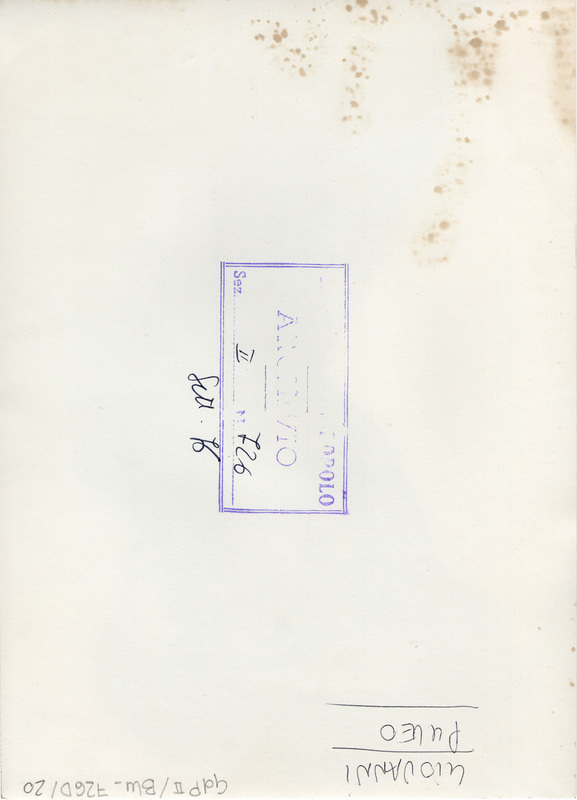 POPOLO
ARCHIVIO
Sez. II N. 726
GdP II/BW-726D/20
GIOVANNI
PULEO